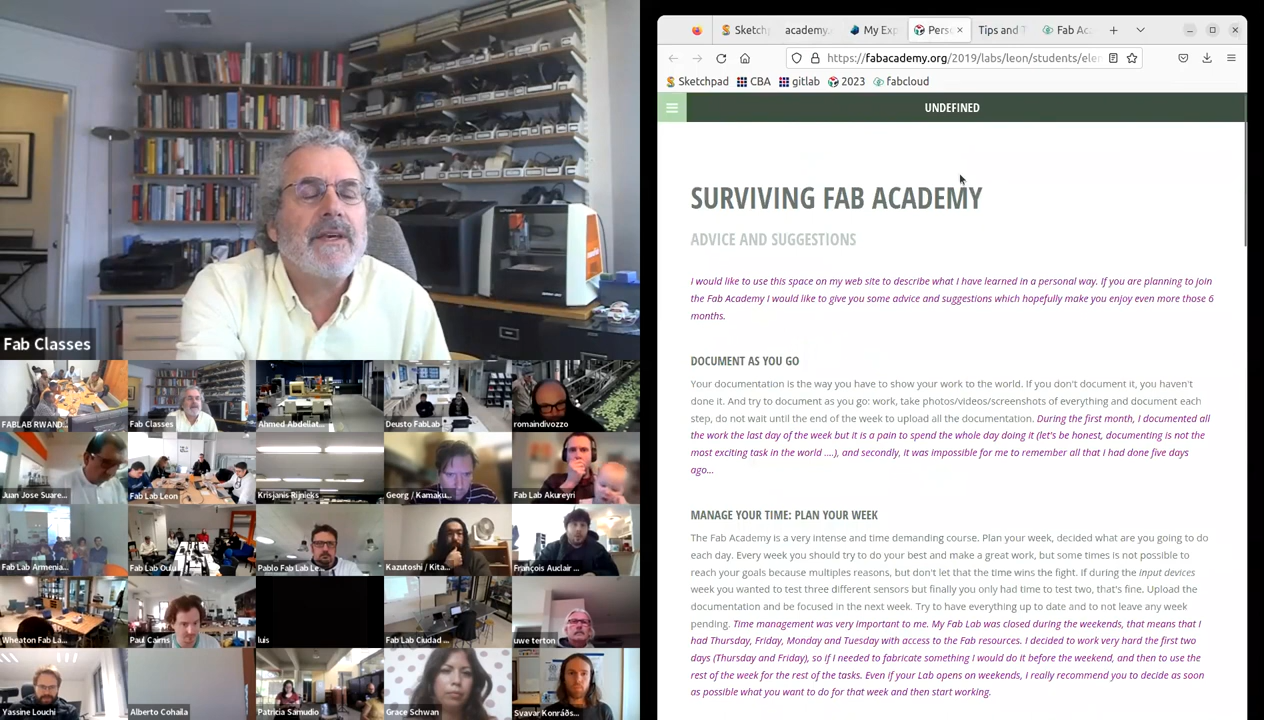 Fab Classes
FABLAB RWAND...
Fab Classes
Ahmed Abdellat...
Deusto FabLab
romaindivozzo
Juan Jose Suare...
Fab Lab Leon
Krisjanis Rijnieks
Georg / Kamaku...
Fab Lab Akureyri
Fab Lab Armenia...
Fab Lab Oulu
Pablo Fab Lab Le...
Kazutoshi / Kita...
François Auclair ...
Wheaton Fab La...
Paul Cairns
luis
Fab Lab Ciudad ...
uwe terton
Yassine Louchi
Alberto Cohaila
Patricia Samudio
Grace Schwan
Svavar Konráðs...
Sketchp
academy.
My Exp
Perso
Tips and T
Fab Ac
https://fabacademy.org/2019/labs/leon/students/eler
Sketchpad CBA gitlab 2023 fabcloud
UNDEFINED
SURVIVING FAB ACADEMY
ADVICE AND SUGGESTIONS
I would like to use this space on my web site to describe what I have learned in a personal way. If you are planning to join
the Fab Academy I would like to give you some advice and suggestions which hopefully make you enjoy even more those 6
months.
DOCUMENT AS YOU GO
Your documentation is the way you have to show your work to the world. If you don't document it, you haven't
done it. And try to document as you go: work, take photos/videos/screenshots of everything and document each
step, do not wait until the end of the week to upload all the documentation. During the first month, I documented all
the work the last day of the week but it is a pain to spend the whole day doing it (let's be honest, documenting is not the
most exciting task in the world ....), and secondly, it was impossible for me to remember all that I had done five days
ago...
MANAGE YOUR TIME: PLAN YOUR WEEK
The Fab Academy is a very intense and time demanding course. Plan your week, decided what are you going to do
each day. Every week you should try to do your best and make a great work, but some times is not possible to
reach your goals because multiples reasons, but don't let that the time wins the fight. If during the input devices
week you wanted to test three different sensors but finally you only had time to test two, that's fine. Upload the
documentation and be focused in the next week. Try to have everything up to date and to not leave any week
pending. Time management was very important to me. My Fab Lab was closed during the weekends, that means that I
had Thursday, Friday, Monday and Tuesday with access to the Fab resources. I decided to work very hard the first two
days (Thursday and Friday), so if I needed to fabricate something I would do it before the weekend, and then to use the
rest of the week for the rest of the tasks. Even if your Lab opens on weekends, I really recommend you to decide as soon
as possible what you want to do for that week and then start working.